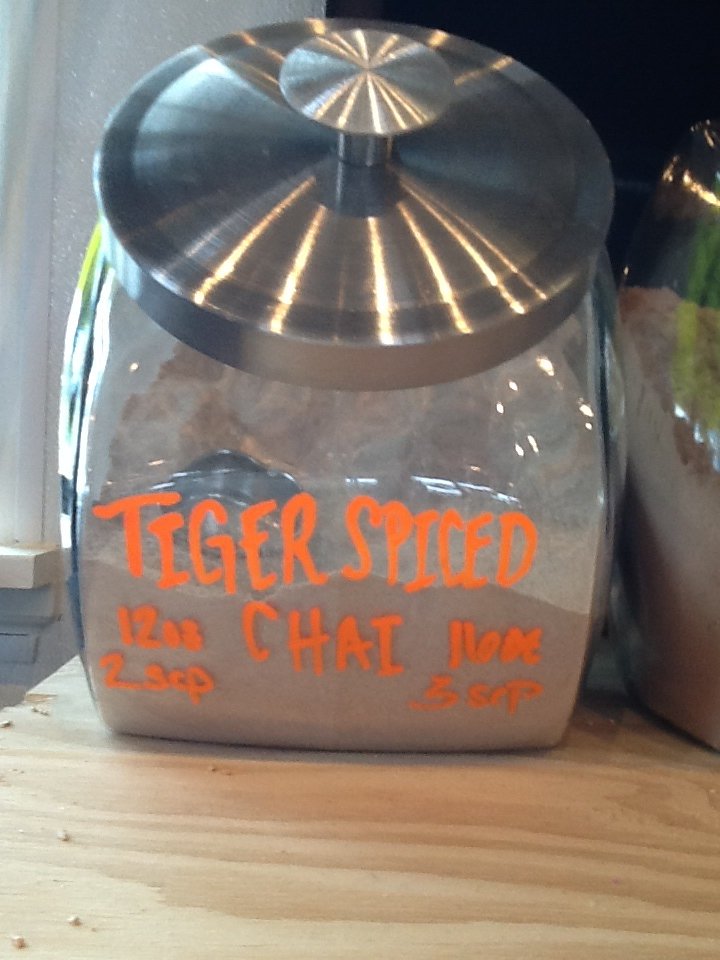 TIGER SPICED
CHAI
12oz
2 scp
16oz
3 scp